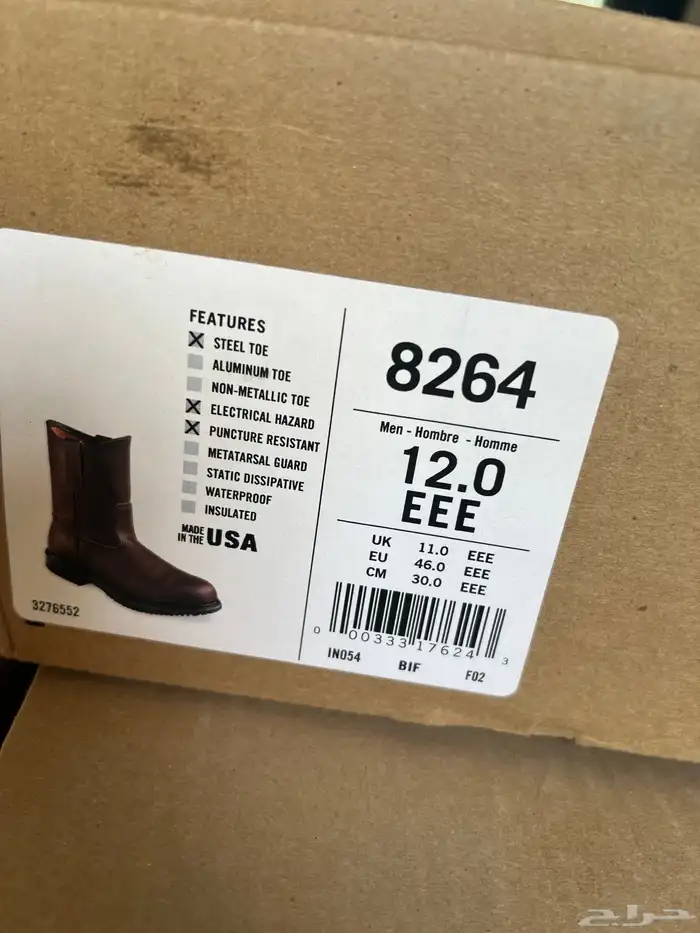 FEATURES
STEEL TOE
ALUMINUM TOE
NON-METALLIC TOE
ELECTRICAL HAZARD
PUNCTURE RESISTANT
METATARSAL GUARD
STATIC DISSIPATIVE
WATERPROOF
INSULATED
MADE IN THE USA
3276552
8264
Men - Hombre - Homme
12.0
EEE
UK 11.0 EEE
EU 46.0 EEE
CM 30.0 EEE
0 00333 17624 3
IN054 BIF F02
حراج